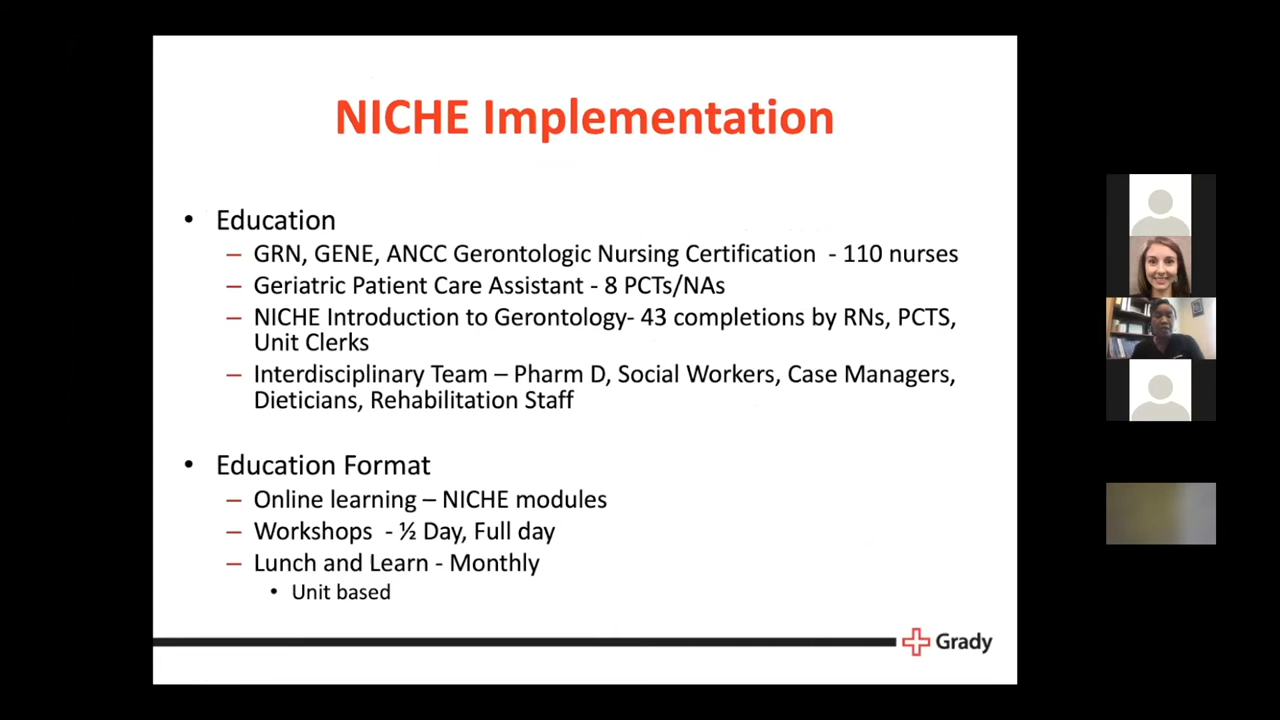 NICHE Implementation
• Education
– GRN, GENE, ANCC Gerontologic Nursing Certification - 110 nurses
– Geriatric Patient Care Assistant - 8 PCTs/NAs
– NICHE Introduction to Gerontology- 43 completions by RNs, PCTS,
Unit Clerks
– Interdisciplinary Team – Pharm D, Social Workers, Case Managers,
Dieticians, Rehabilitation Staff
• Education Format
– Online learning – NICHE modules
– Workshops - ½ Day, Full day
– Lunch and Learn - Monthly
• Unit based
Grady